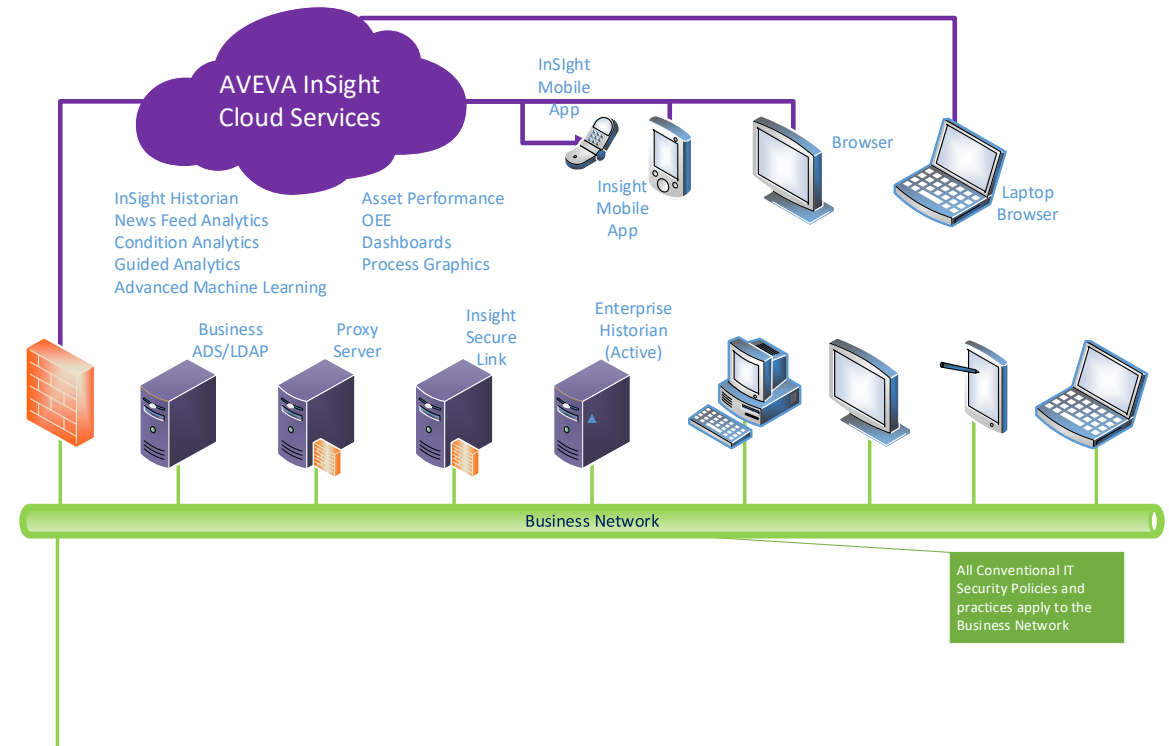 AVEVA InSight
Cloud Services
InSIght
Mobile
App
Browser
Insight
Mobile
App
Laptop
Browser
InSight Historian
News Feed Analytics
Condition Analytics
Guided Analytics
Advanced Machine Learning
Asset Performance
OEE
Dashboards
Process Graphics
Business
ADS/LDAP
Proxy
Server
Insight
Secure
Link
Enterprise
Historian
(Active)
Business Network
All Conventional IT
Security Policies and
practices apply to the
Business Network